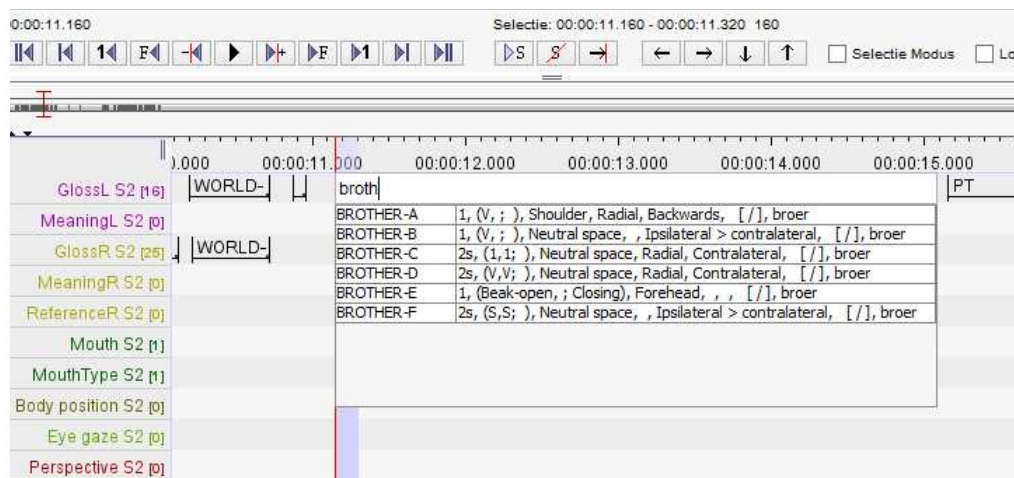 0:00:11.160 Selectie: 00:00:11.160 - 00:00:11.320 160
1 F + F 1 S S Selectie Modus Lo
0.000 00:00:11.000 00:00:12.000 00:00:13.000 00:00:14.000 00:00:15.000
GlossL S2 [16] WORLD- broth PT
MeaningL S2 [0] BROTHER-A 1, (V, ; ), Shoulder, Radial, Backwards, [/], broer
BROTHER-B 1, (V, ; ), Neutral space, , Ipsilateral > contralateral, [/], broer
GlossR S2 [25] WORLD- BROTHER-C 2s, (1,1; ), Neutral space, Radial, Contralateral, [/], broer
MeaningR S2 [0] BROTHER-D 2s, (V,V; ), Neutral space, Radial, Contralateral, [/], broer
BROTHER-E 1, (Beak-open, ; Closing), Forehead, , , [/], broer
ReferenceR S2 [0] BROTHER-F 2s, (S,S; ), Neutral space, , Ipsilateral > contralateral, [/], broer
Mouth S2 [1]
MouthType S2 [1]
Body position S2 [0]
Eye gaze S2 [0]
Perspective S2 [0]